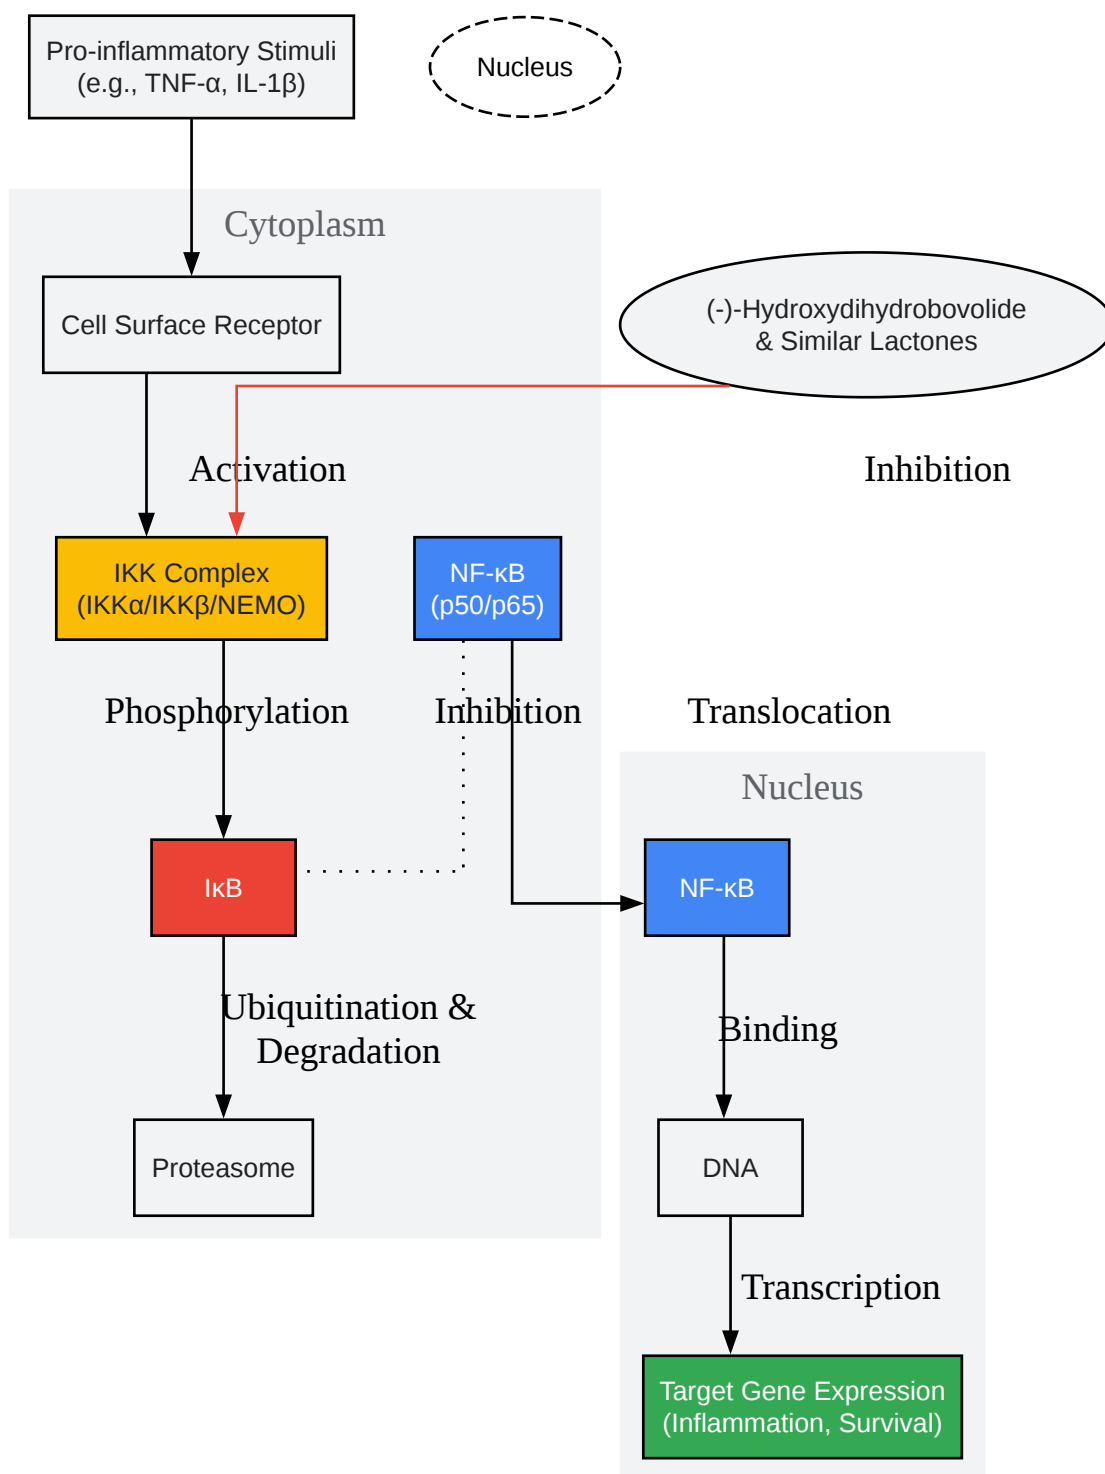 Pro-inflammatory Stimuli
(e.g., TNF-α, IL-1β)
Nucleus
Cytoplasm
Cell Surface Receptor
(-)-Hydroxydihydrobovolide
& Similar Lactones
Activation
Inhibition
IKK Complex
(IKKα/IKKβ/NEMO)
NF-κB
(p50/p65)
Phosphorylation
Inhibition
Translocation
Nucleus
IκB
NF-κB
Ubiquitination &
Degradation
Binding
Proteasome
DNA
Transcription
Target Gene Expression
(Inflammation, Survival)